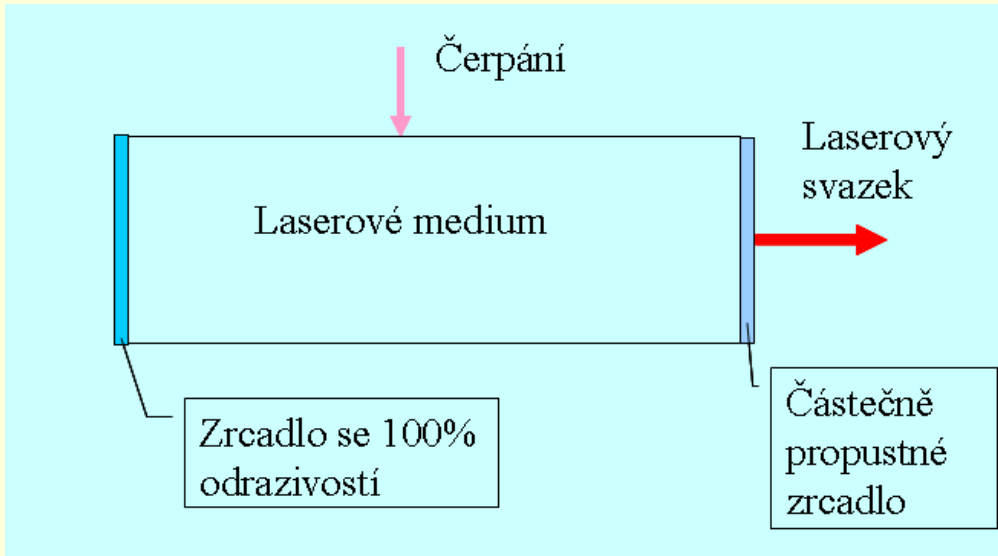 Čerpání
Laserový
svazek
Laserové medium
Zrcadlo se 100%
odrazivostí
Částečně
propustné
zrcadlo